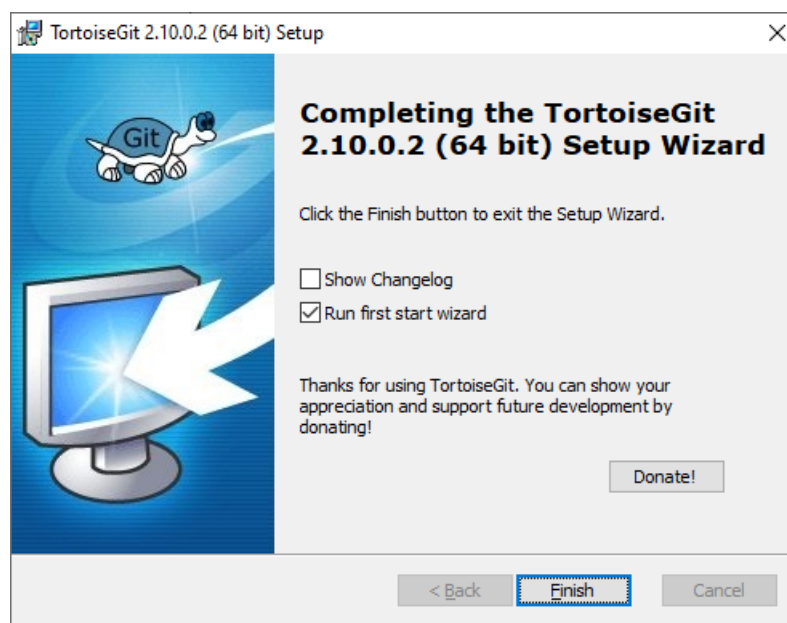 TortoiseGit 2.10.0.2 (64 bit) Setup
Git
Completing the TortoiseGit
2.10.0.2 (64 bit) Setup Wizard
Click the Finish button to exit the Setup Wizard.
Show Changelog
Run first start wizard
Thanks for using TortoiseGit. You can show your
appreciation and support future development by
donating!
Donate!
< Back
Finish
Cancel